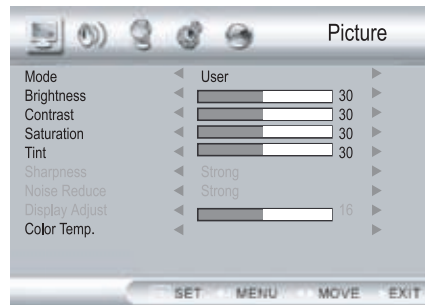 Picture
Mode User
Brightness 30
Contrast 30
Saturation 30
Tint 30
Sharpness Strong
Noise Reduce Strong
Display Adjust 16
Color Temp.
SET MENU MOVE EXIT